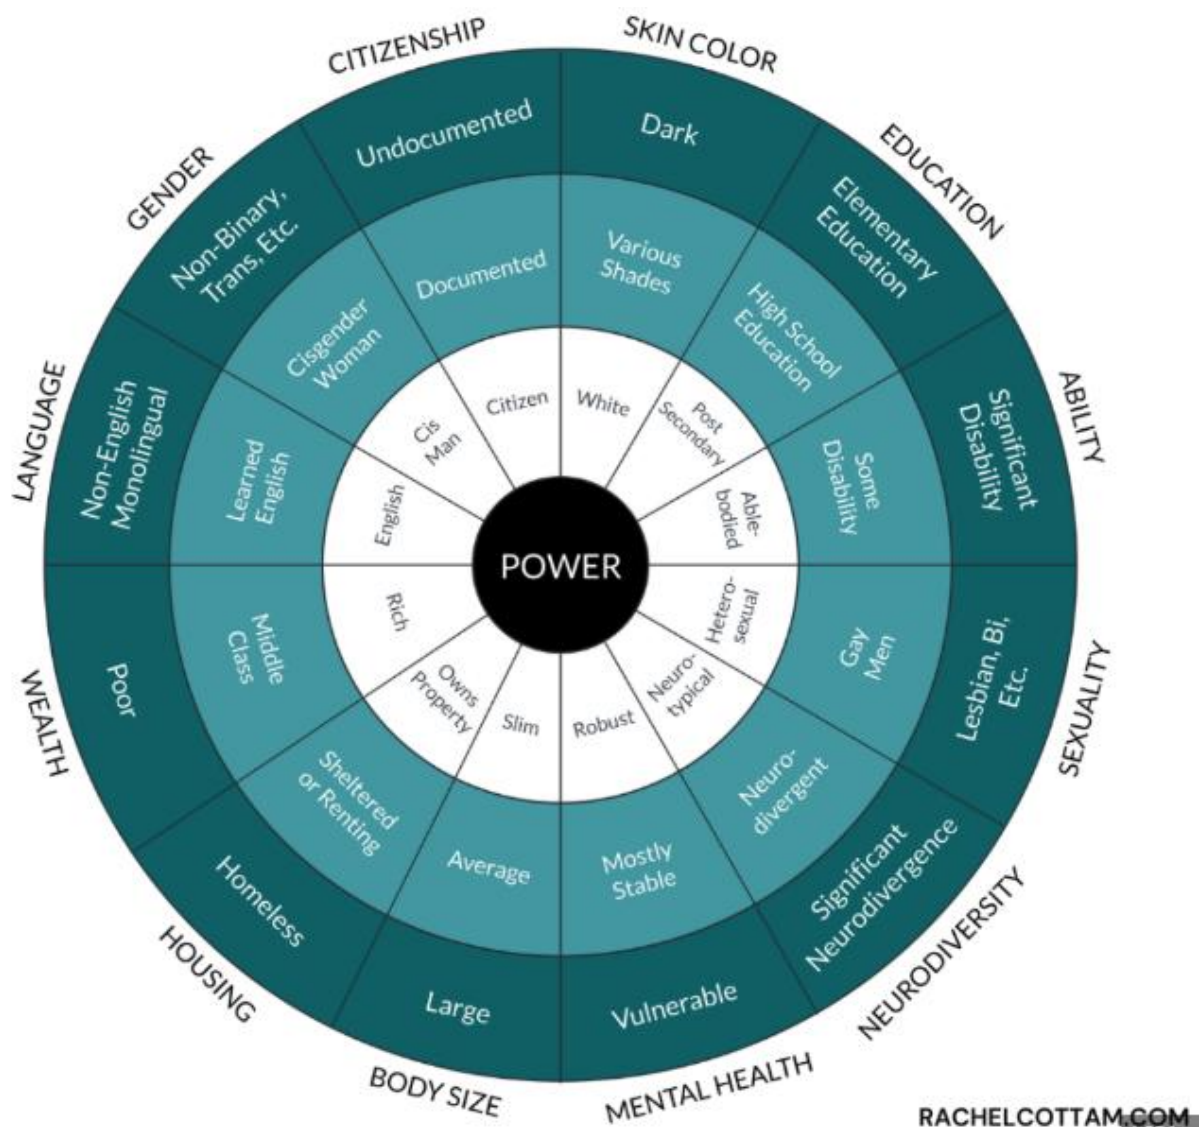 CITIZENSHIP
SKIN COLOR
EDUCATION
ABILITY
SEXUALITY
NEURODIVERSITY
MENTAL HEALTH
BODY SIZE
HOUSING
WEALTH
LANGUAGE
GENDER
Undocumented
Dark
Elementary
Education
Significant
Disability
Lesbian, Bi,
Etc.
Significant
Neurodivergence
Vulnerable
Large
Homeless
Poor
Non-English
Monolingual
Non-Binary,
Trans, Etc.
Documented
Various
Shades
High School
Education
Some
Disability
Gay
Men
Neuro-
divergent
Mostly
Stable
Average
Sheltered
or Renting
Middle
Class
Learned
English
Cisgender
Woman
Citizen
White
Post
Secondary
Able-
bodied
Hetero-
sexual
Neuro-
typical
Robust
Slim
Owns
Property
Rich
English
Cis
Man
POWER
RACHELCOTTAM.COM